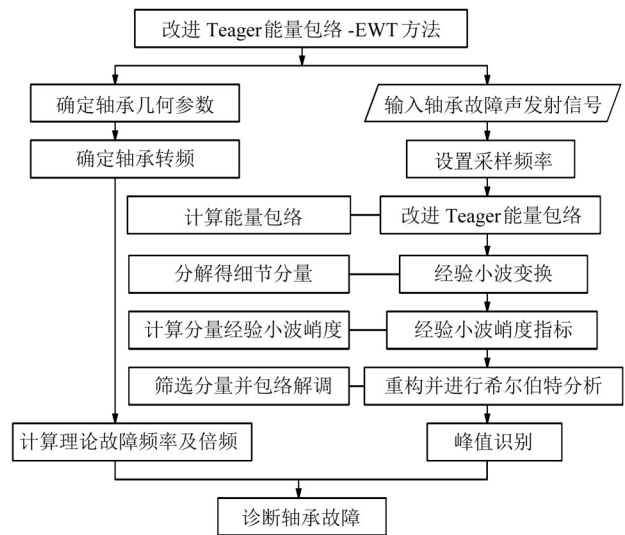 改进 Teager能量包络 -EWT方法
确定轴承几何参数
输入轴承故障声发射信号
确定轴承转频
设置采样频率
计算能量包络
改进 Teager能量包络
分解得细节分量
经验小波变换
计算分量经验小波峭度
经验小波峭度指标
筛选分量并包络解调
重构并进行希尔伯特分析
计算理论故障频率及倍频
峰值识别
诊断轴承故障